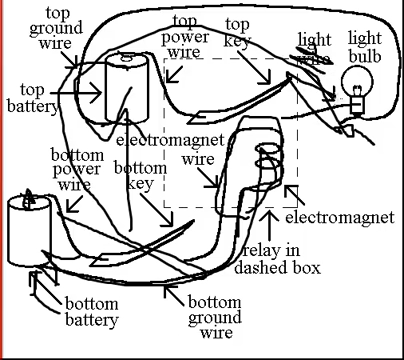 top
ground
wire
top
power
wire
top
key
light
wire
light
bulb
top
battery
electromagnet
wire
bottom
power
wire
bottom
key
electromagnet
relay in
dashed box
bottom
battery
bottom
ground
wire